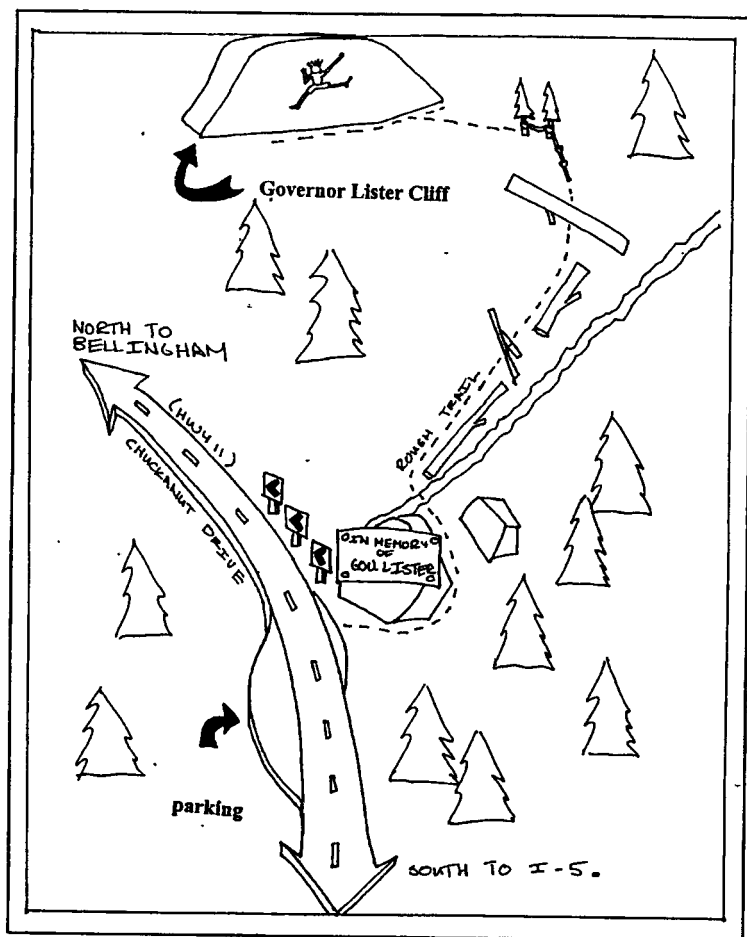 Governor Lister Cliff
NORTH TO
BELLINGHAM
(HWY 11)
CHUCKANUT DRIVE
ROUGH TRAIL
IN MEMORY
OF
GOV. LISTER
parking
SOUTH TO I-5.